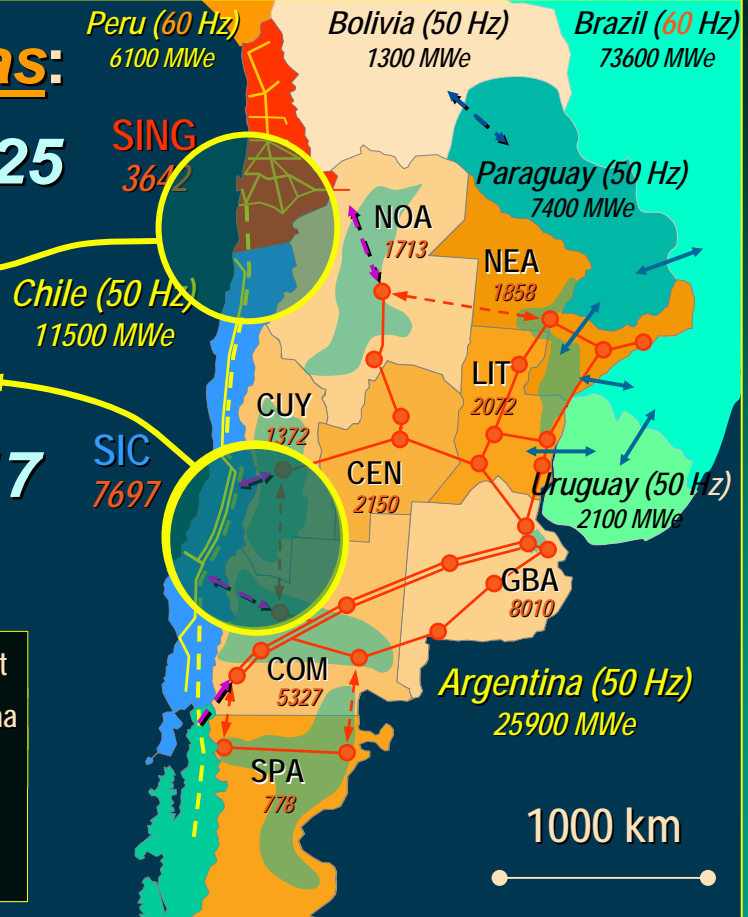 Peru (60 Hz)
6100 MWe
Bolivia (50 Hz)
1300 MWe
Brazil (60 Hz)
73600 MWe
as:
25
SING
3642
Paraguay (50 Hz)
7400 MWe
NOA
1713
NEA
1858
Chile (50 Hz)
11500 MWe
LIT
2072
CUY
1372
7
SIC
7697
CEN
2150
Uruguay (50 Hz)
2100 MWe
GBA
8010
t
na
COM
5327
Argentina (50 Hz)
25900 MWe
SPA
778
1000 km